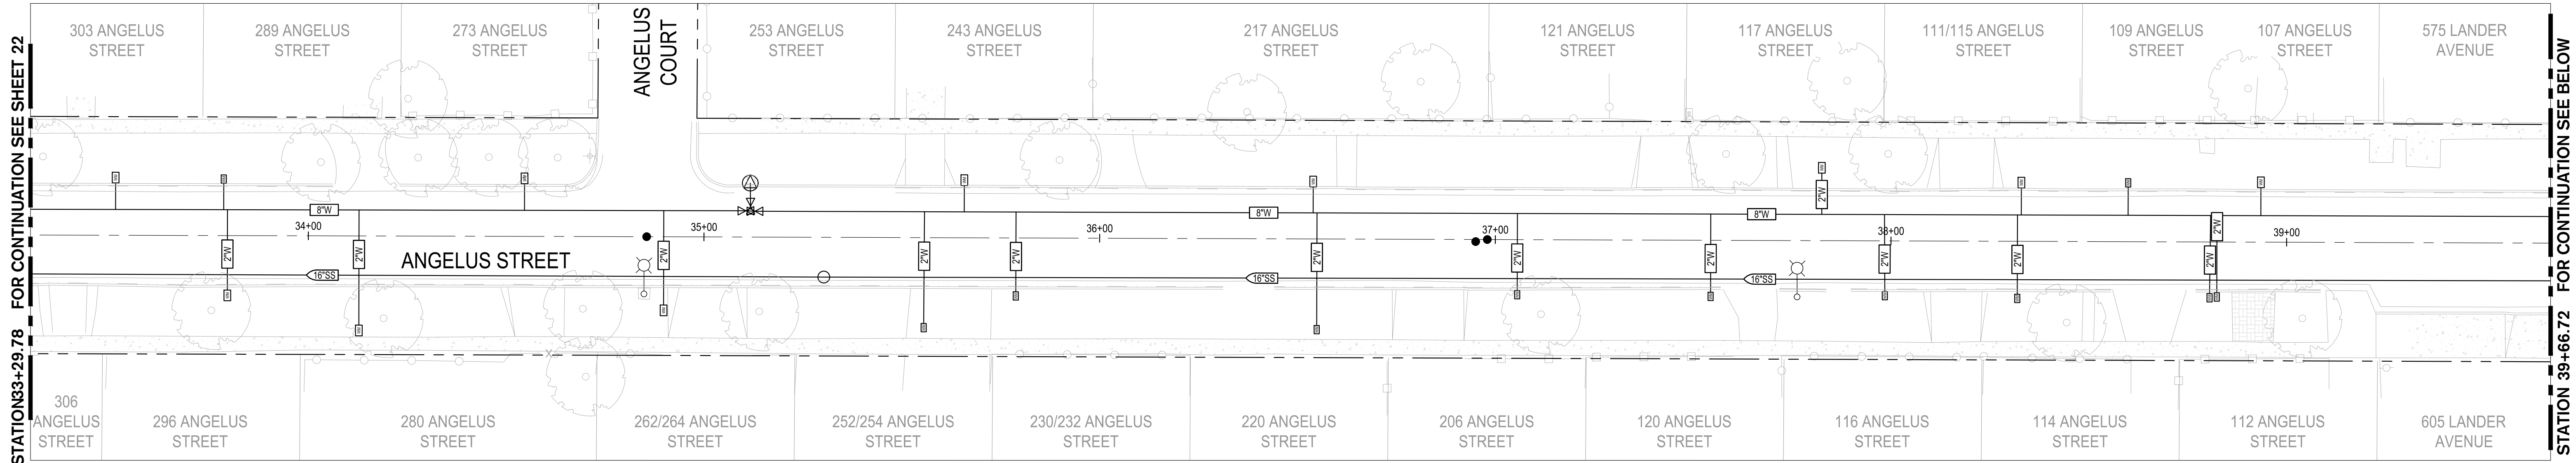 STATION33+29.78 FOR CONTINUATION SEE SHEET 22
303 ANGELUS
STREET
289 ANGELUS
STREET
273 ANGELUS
STREET
ANGELUS
COURT
253 ANGELUS
STREET
243 ANGELUS
STREET
217 ANGELUS
STREET
121 ANGELUS
STREET
117 ANGELUS
STREET
111/115 ANGELUS
STREET
109 ANGELUS
STREET
107 ANGELUS
STREET
575 LANDER
AVENUE
8"W
8"W
8"W
2"W
34+00
35+00
36+00
37+00
38+00
39+00
2"W
2"W
2"W
2"W
2"W
2"W
2"W
2"W
2"W
2"W
2"W
2"W
ANGELUS STREET
16"SS
16"SS
16"SS
306
ANGELUS
STREET
296 ANGELUS
STREET
280 ANGELUS
STREET
262/264 ANGELUS
STREET
252/254 ANGELUS
STREET
230/232 ANGELUS
STREET
220 ANGELUS
STREET
206 ANGELUS
STREET
120 ANGELUS
STREET
116 ANGELUS
STREET
114 ANGELUS
STREET
112 ANGELUS
STREET
605 LANDER
AVENUE
STATION 39+66.72 FOR CONTINUATION SEE BELOW